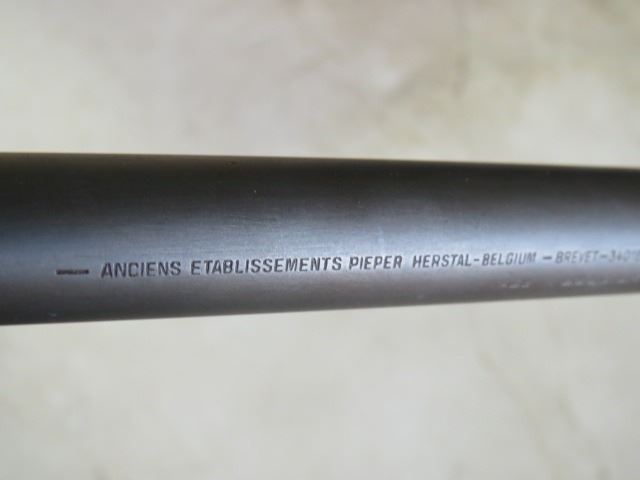 — ANCIENS ETABLISSEMENTS PIEPER HERSTAL-BELGIUM — BREVET-